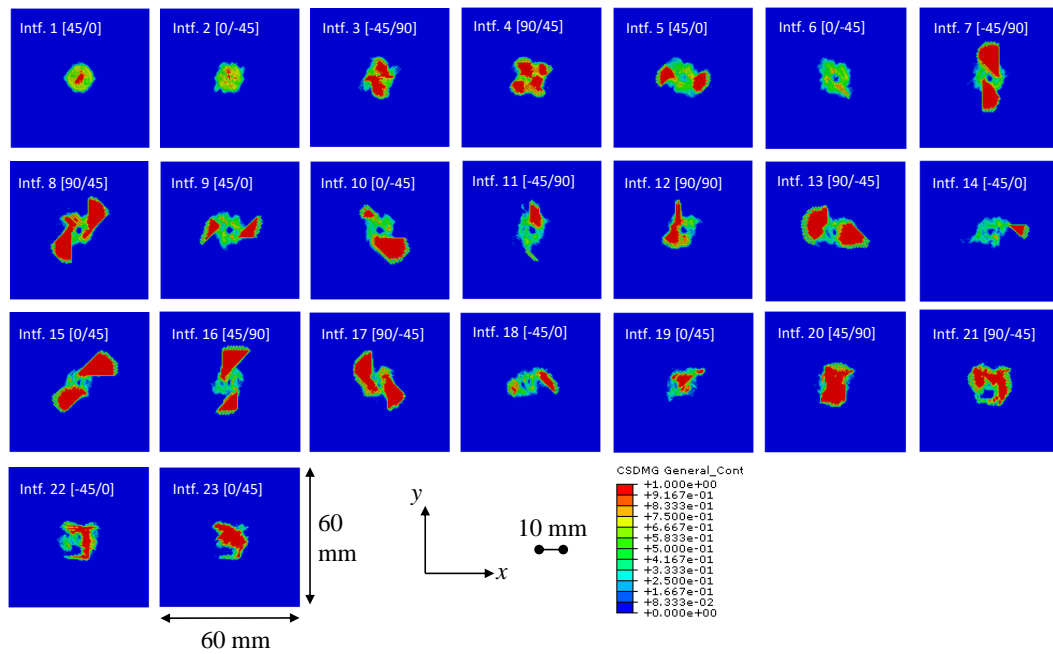 Intf. 1 [45/0]
Intf. 2 [0/-45]
Intf. 3 [-45/90]
Intf. 4 [90/45]
Intf. 5 [45/0]
Intf. 6 [0/-45]
Intf. 7 [-45/90]
Intf. 8 [90/45]
Intf. 9 [45/0]
Intf. 10 [0/-45]
Intf. 11 [-45/90]
Intf. 12 [90/90]
Intf. 13 [90/-45]
Intf. 14 [-45/0]
Intf. 15 [0/45]
Intf. 16 [45/90]
Intf. 17 [90/-45]
Intf. 18 [-45/0]
Intf. 19 [0/45]
Intf. 20 [45/90]
Intf. 21 [90/-45]
Intf. 22 [-45/0]
Intf. 23 [0/45]
60
mm
60 mm
y
x
10 mm
CSDMG General_Cont
+1.000e+00
+9.167e-01
+8.333e-01
+7.500e-01
+6.667e-01
+5.833e-01
+5.000e-01
+4.167e-01
+3.333e-01
+2.500e-01
+1.667e-01
+8.333e-02
+0.000e+00